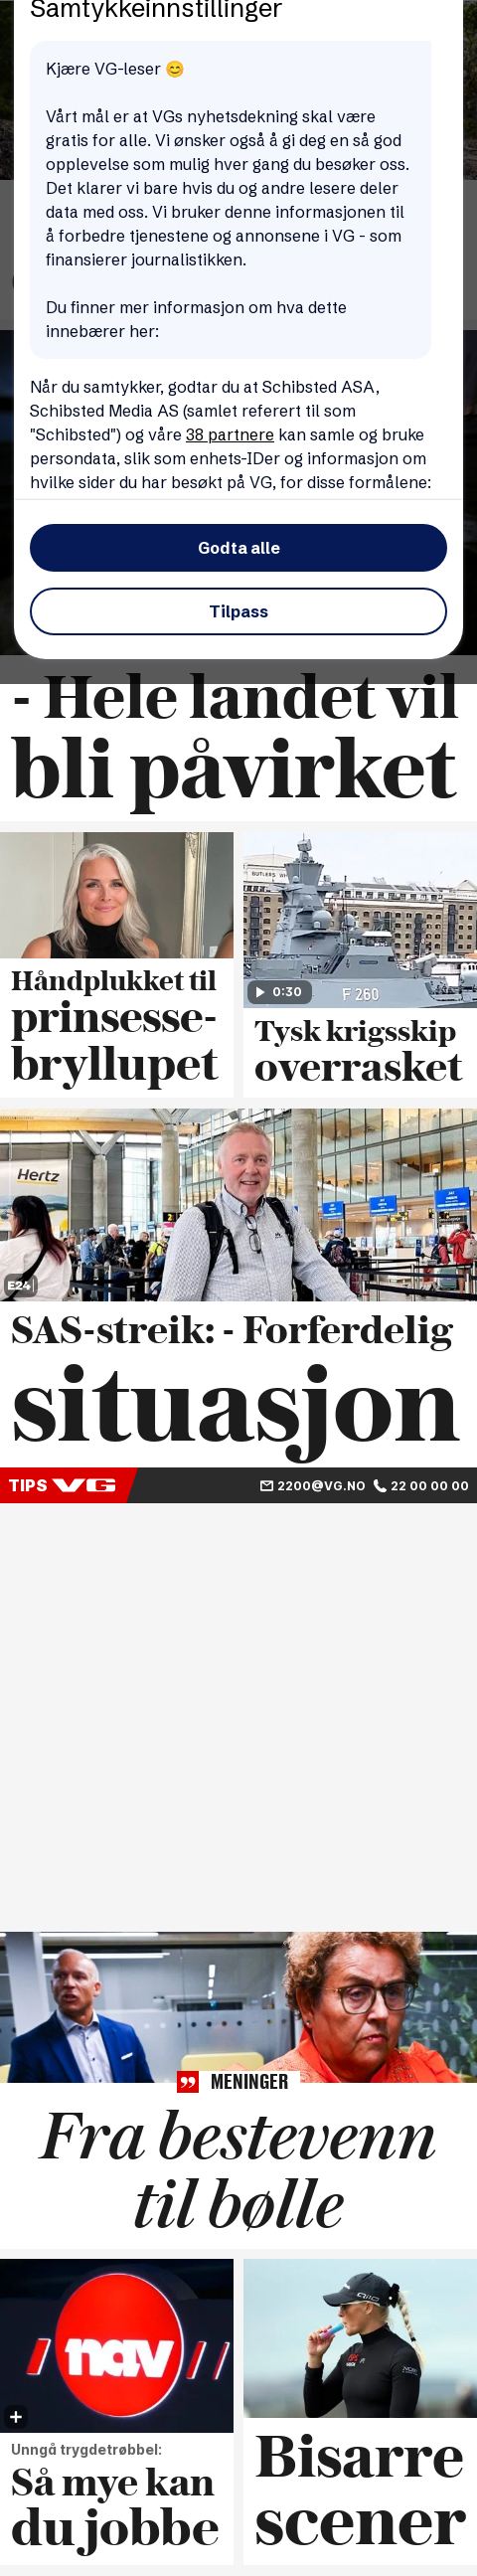 Samtykkeinnstillinger
Kjære VG-leser 😊
Vårt mål er at VGs nyhetsdekning skal være
gratis for alle. Vi ønsker også å gi deg en så god
opplevelse som mulig hver gang du besøker oss.
Det klarer vi bare hvis du og andre lesere deler
data med oss. Vi bruker denne informasjonen til
å forbedre tjenestene og annonsene i VG - som
finansierer journalistikken.
Du finner mer informasjon om hva dette
innebærer her:
Når du samtykker, godtar du at Schibsted ASA,
Schibsted Media AS (samlet referert til som
"Schibsted") og våre 38 partnere kan samle og bruke
persondata, slik som enhets-IDer og informasjon om
hvilke sider du har besøkt på VG, for disse formålene:
Godta alle
Tilpass
- Hele landet vil
bli påvirket
F 260
0:30
Håndplukket til
prinsesse-
bryllupet
Tysk krigsskip
overrasket
Hertz
E24
SAS-streik: - Forferdelig
situasjon
TIPS VG 2200@VG.NO 22 00 00 00
MENINGER
Fra bestevenn
til bølle
nav
Unngå trygdetrøbbel:
Så mye kan
du jobbe
Bisarre
scener